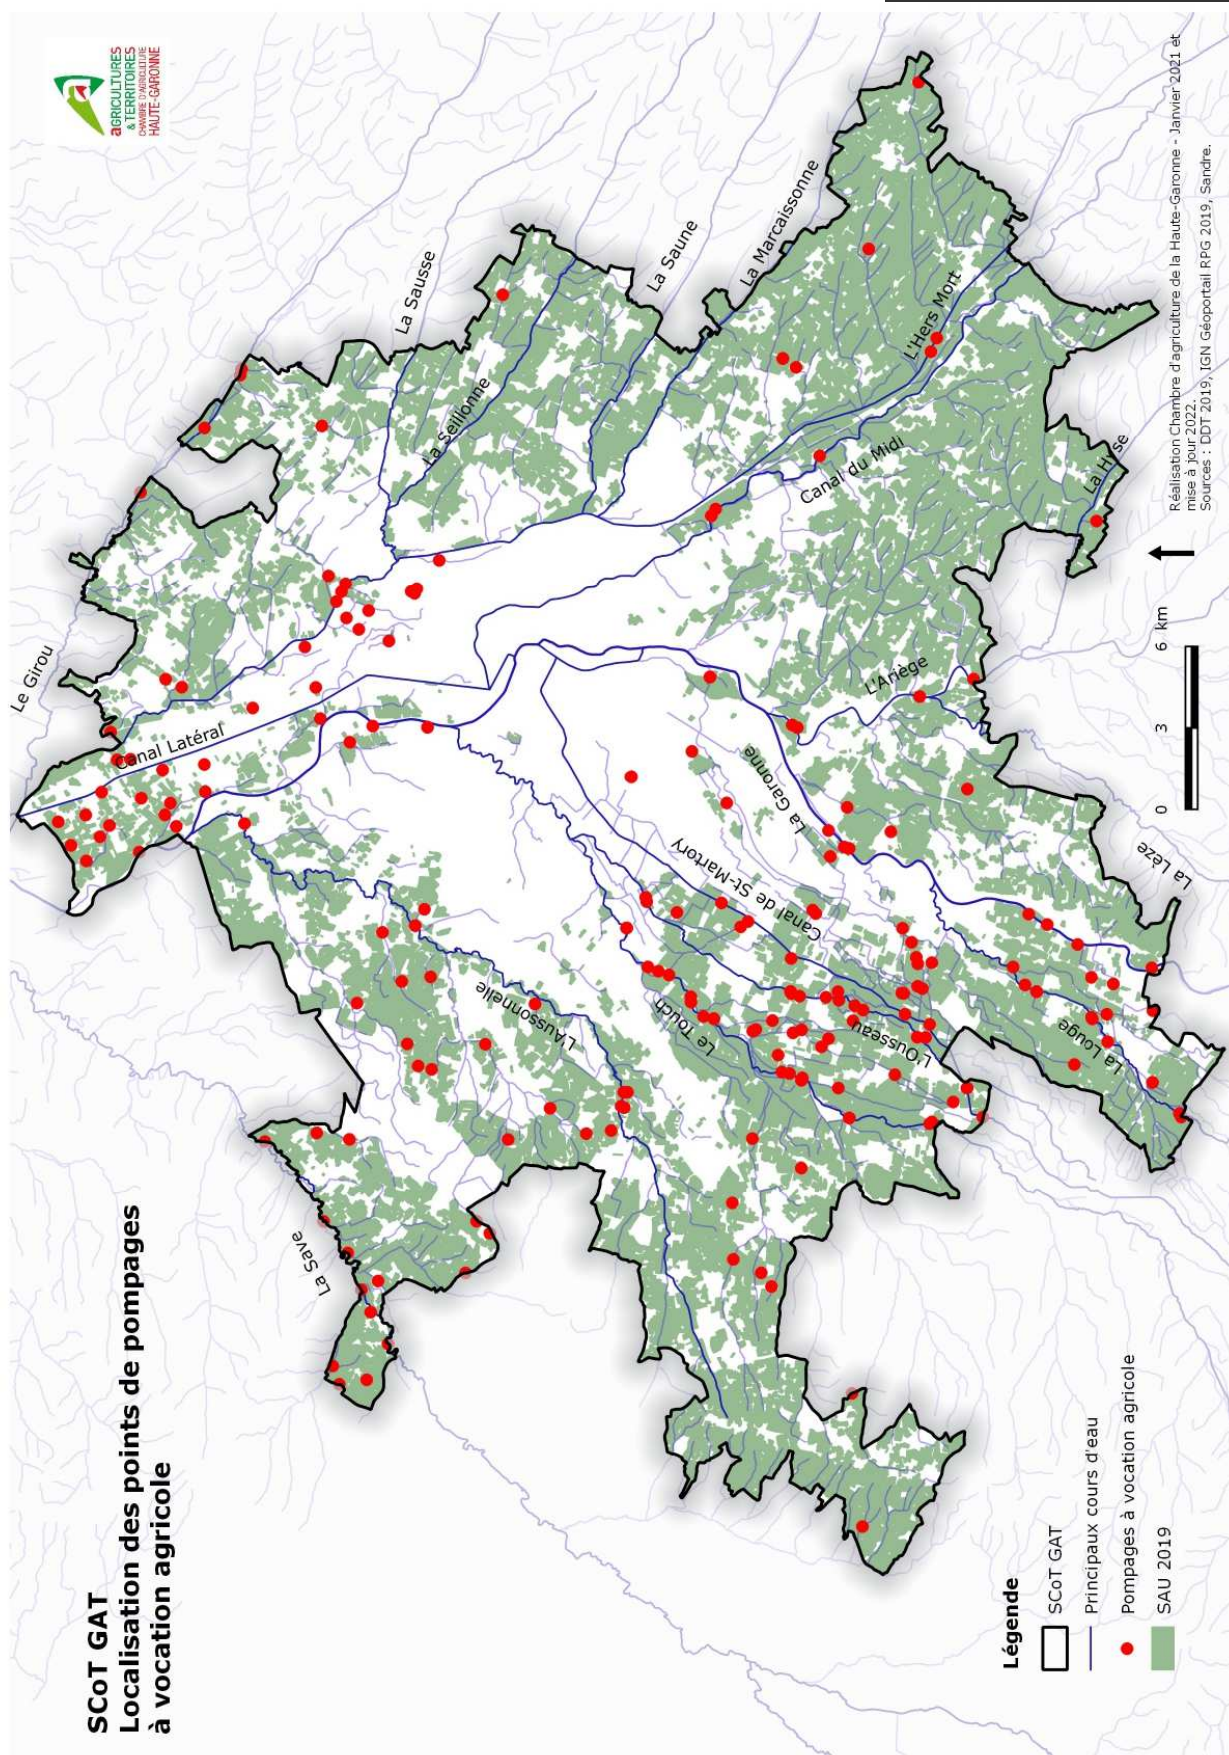 SCoT GAT
Localisation des points de pompages
à vocation agricole
aGRICULTURES
& TERRITOIRES
CHAMBRE D'AGRICULTURE
HAUTE-GARONNE
Le Girou
Canal Latéral
La Sausse
La Seillonne
La Saune
La Marcaissonne
L'Hers Mort
Canal du Midi
La Hyse
L'Ariège
La Garonne
La Lèze
Canal de St-Martory
Le Touch
L'Ousseau
La Louge
L'Aussonnelle
La Save
Légende
SCoT GAT
Principaux cours d'eau
Pompages à vocation agricole
SAU 2019
0 3 6 km
Réalisation Chambre d'agriculture de la Haute-Garonne - Janvier 2021 et
mise à jour 2022.
Sources : DDT 2019, IGN Géoportail RPG 2019, Sandre.